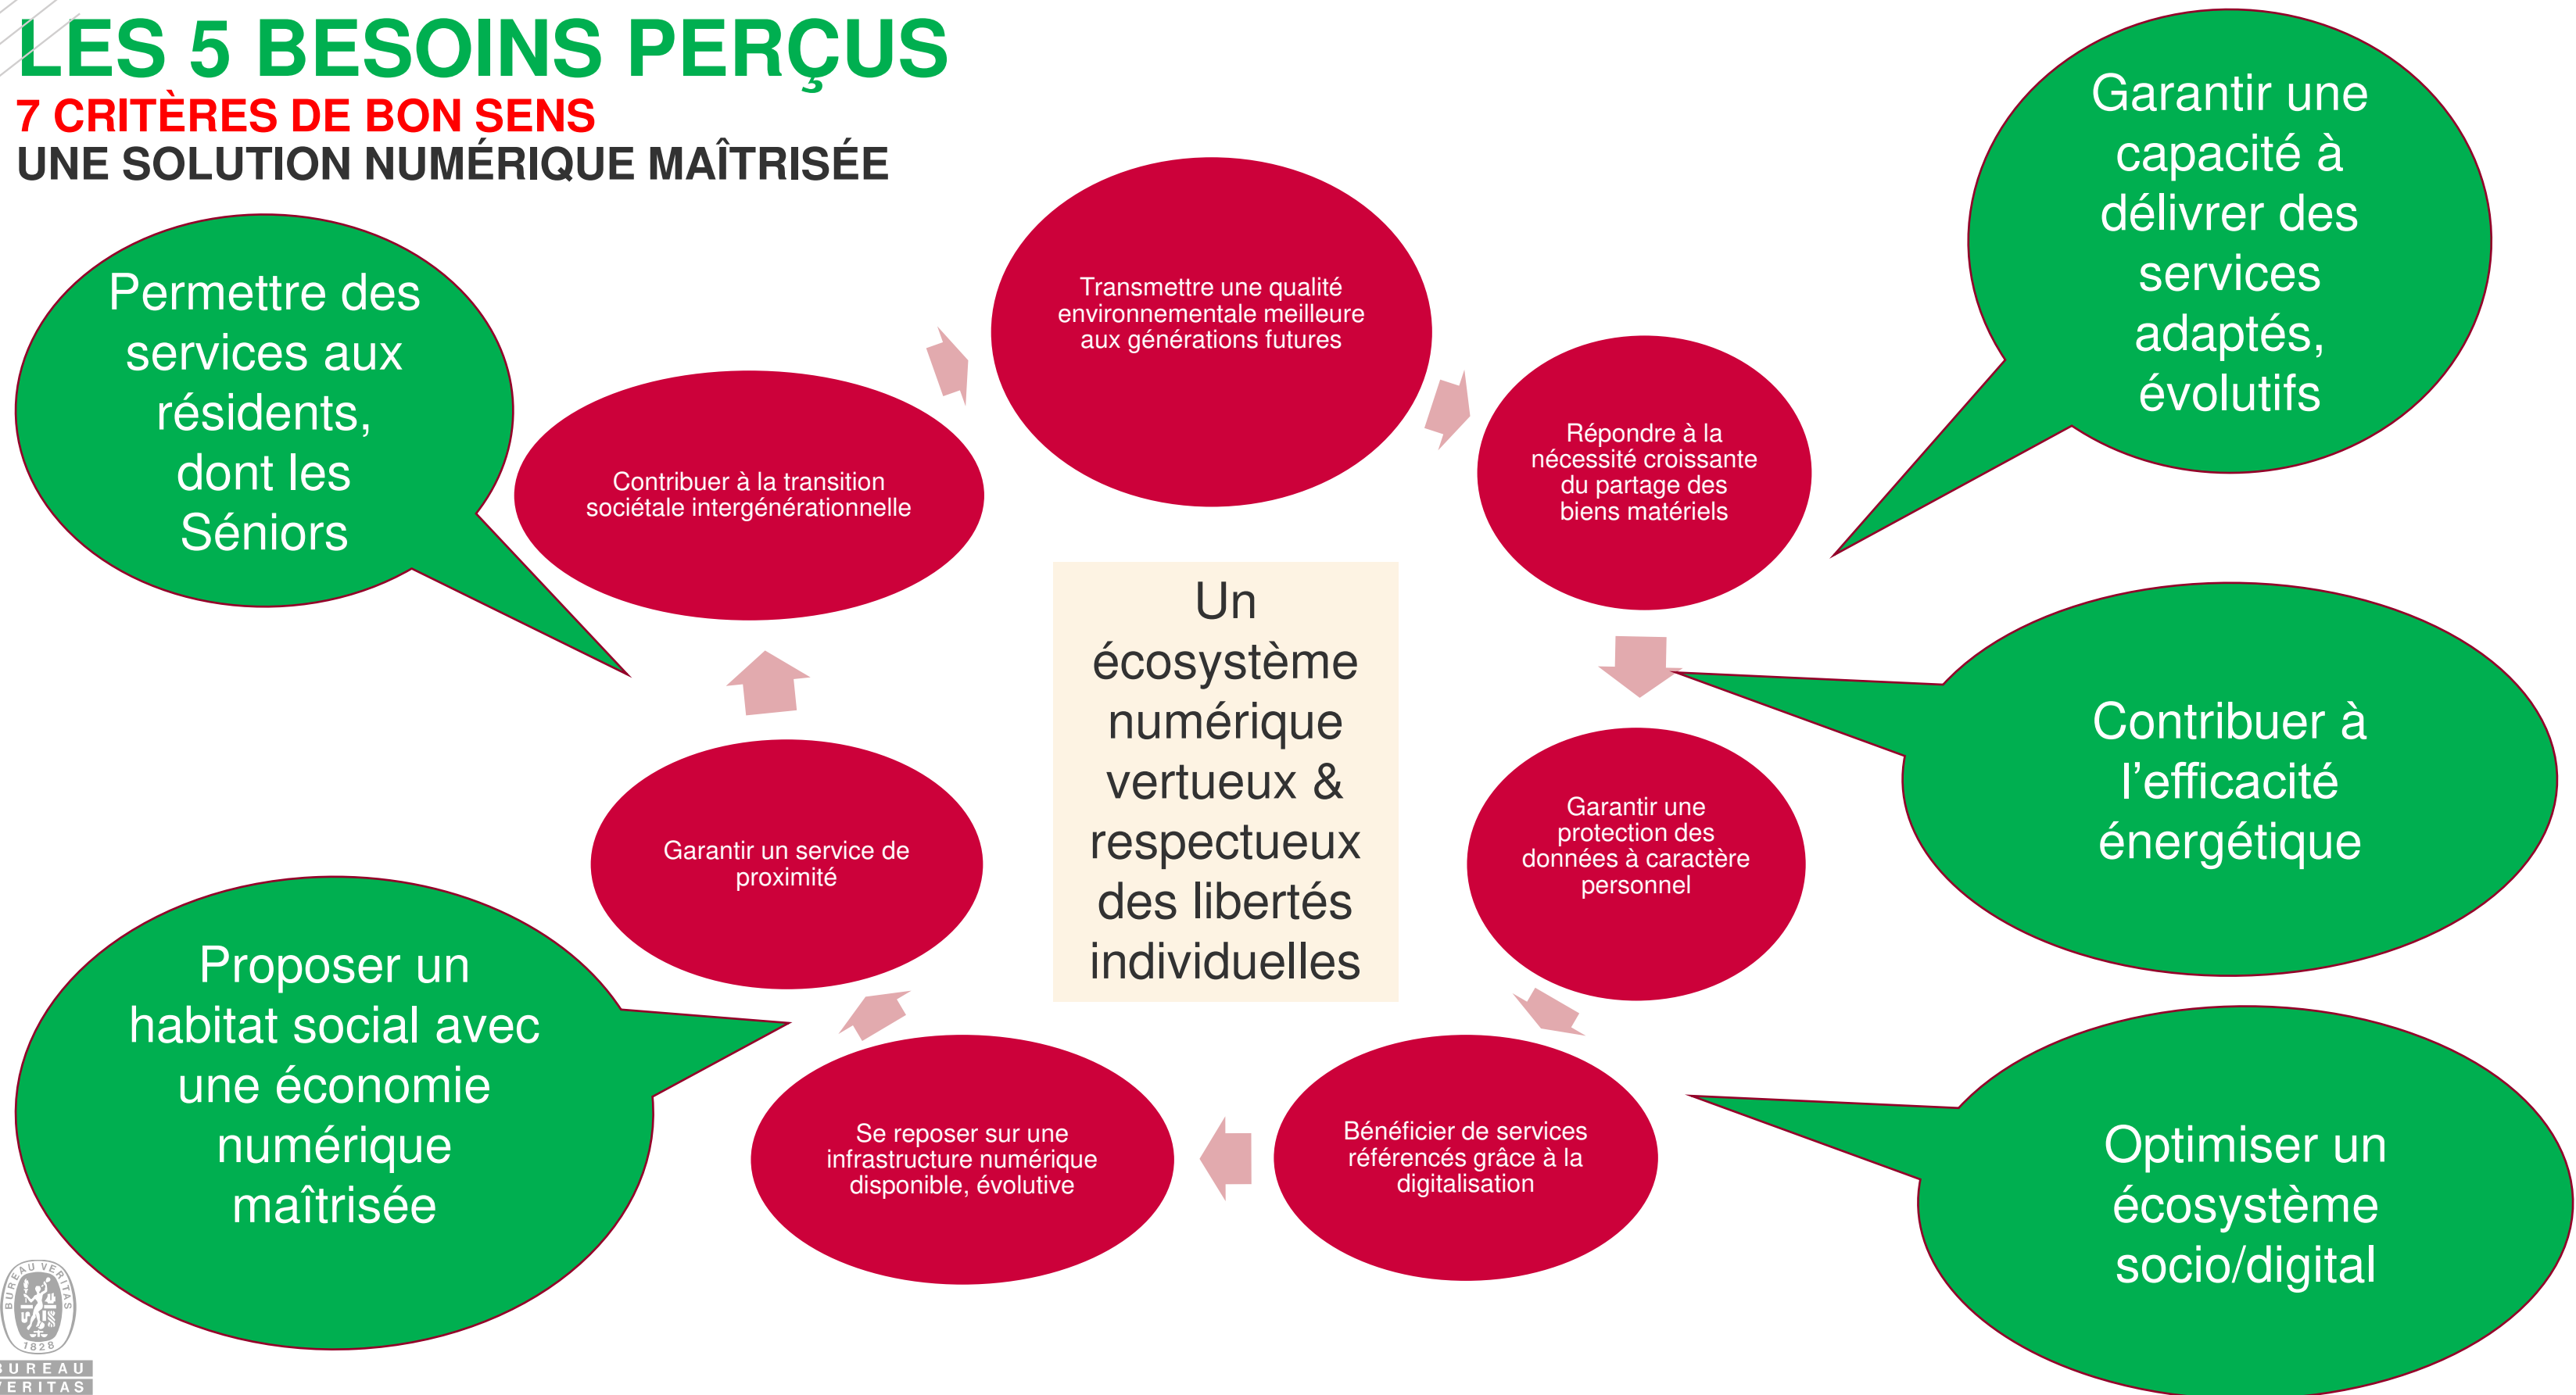 LES 5 BESOINS PERÇUS
7 CRITÈRES DE BON SENS
UNE SOLUTION NUMÉRIQUE MAÎTRISÉE
Permettre des
services aux
résidents,
dont les
Séniors
Garantir une
capacité à
délivrer des
services
adaptés,
évolutifs
Transmettre une qualité
environnementale meilleure
aux générations futures
Répondre à la
nécessité croissante
du partage des
biens matériels
Contribuer à la transition
sociétale intergénérationnelle
Un
écosystème
numérique
vertueux &
respectueux
des libertés
individuelles
Contribuer à
l’efficacité
énergétique
Garantir une
protection des
données à caractère
personnel
Garantir un service de
proximité
Proposer un
habitat social avec
une économie
numérique
maîtrisée
Se reposer sur une
infrastructure numérique
disponible, évolutive
Bénéficier de services
référencés grâce à la
digitalisation
Optimiser un
écosystème
socio/digital
BUREAU VERITAS
1828
BUREAU
VERITAS